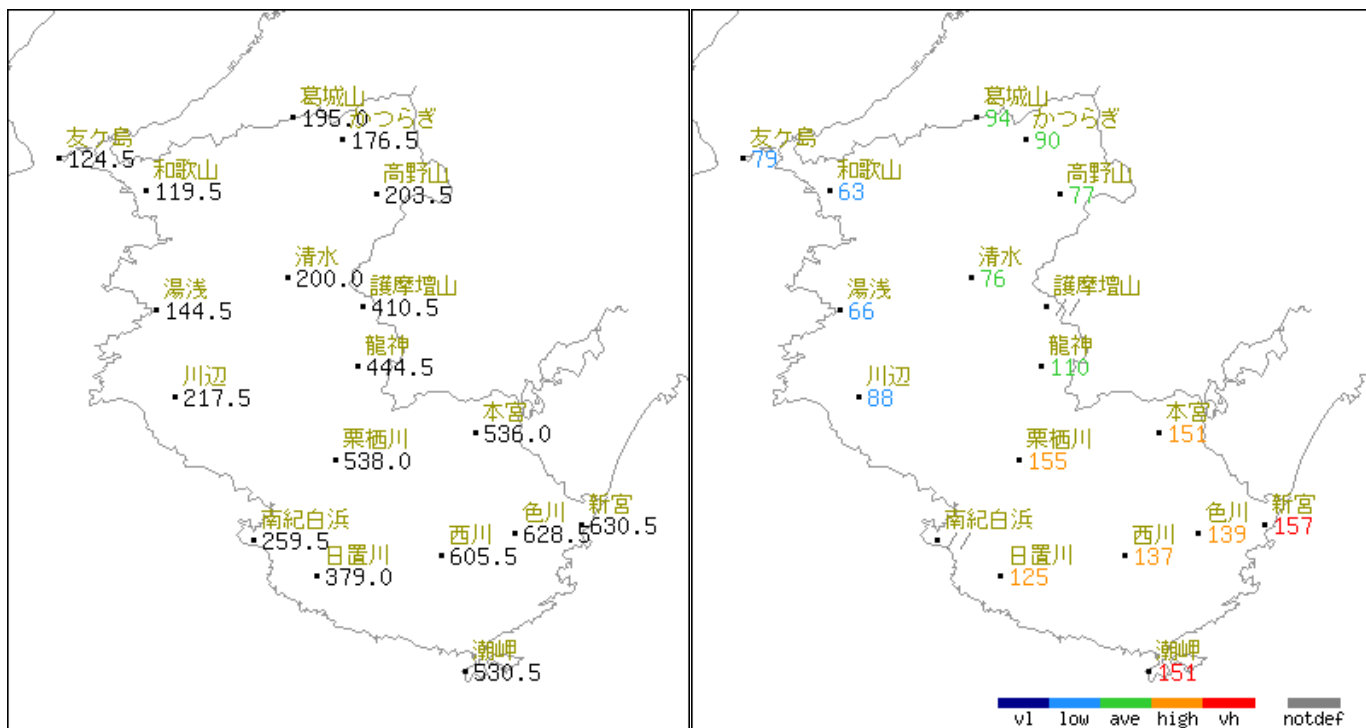 葛城山
195.0
かつらぎ
176.5
友ケ島
124.5
和歌山
119.5
高野山
203.5
清水
200.0
護摩壇山
410.5
湯浅
144.5
龍神
444.5
川辺
217.5
本宮
536.0
栗栖川
538.0
新宮
630.5
色川
628.5
南紀白浜
259.5
西川
605.5
日置川
379.0
潮岬
530.5
葛城山
94
かつらぎ
90
友ケ島
79
和歌山
63
高野山
77
清水
76
護摩壇山
//
湯浅
66
龍神
110
川辺
88
本宮
151
栗栖川
155
新宮
157
色川
139
南紀白浜
//
西川
137
日置川
125
潮岬
151
vl low ave high vh notdef